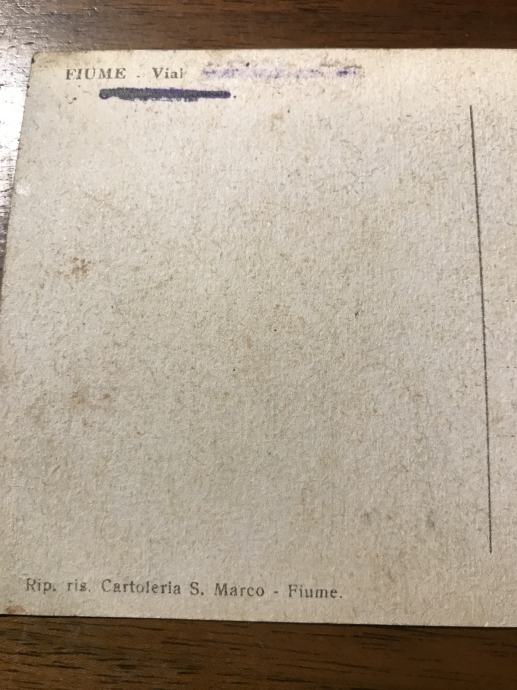 FIUME - Vial
Rip. ris. Cartoleria S. Marco - Fiume.